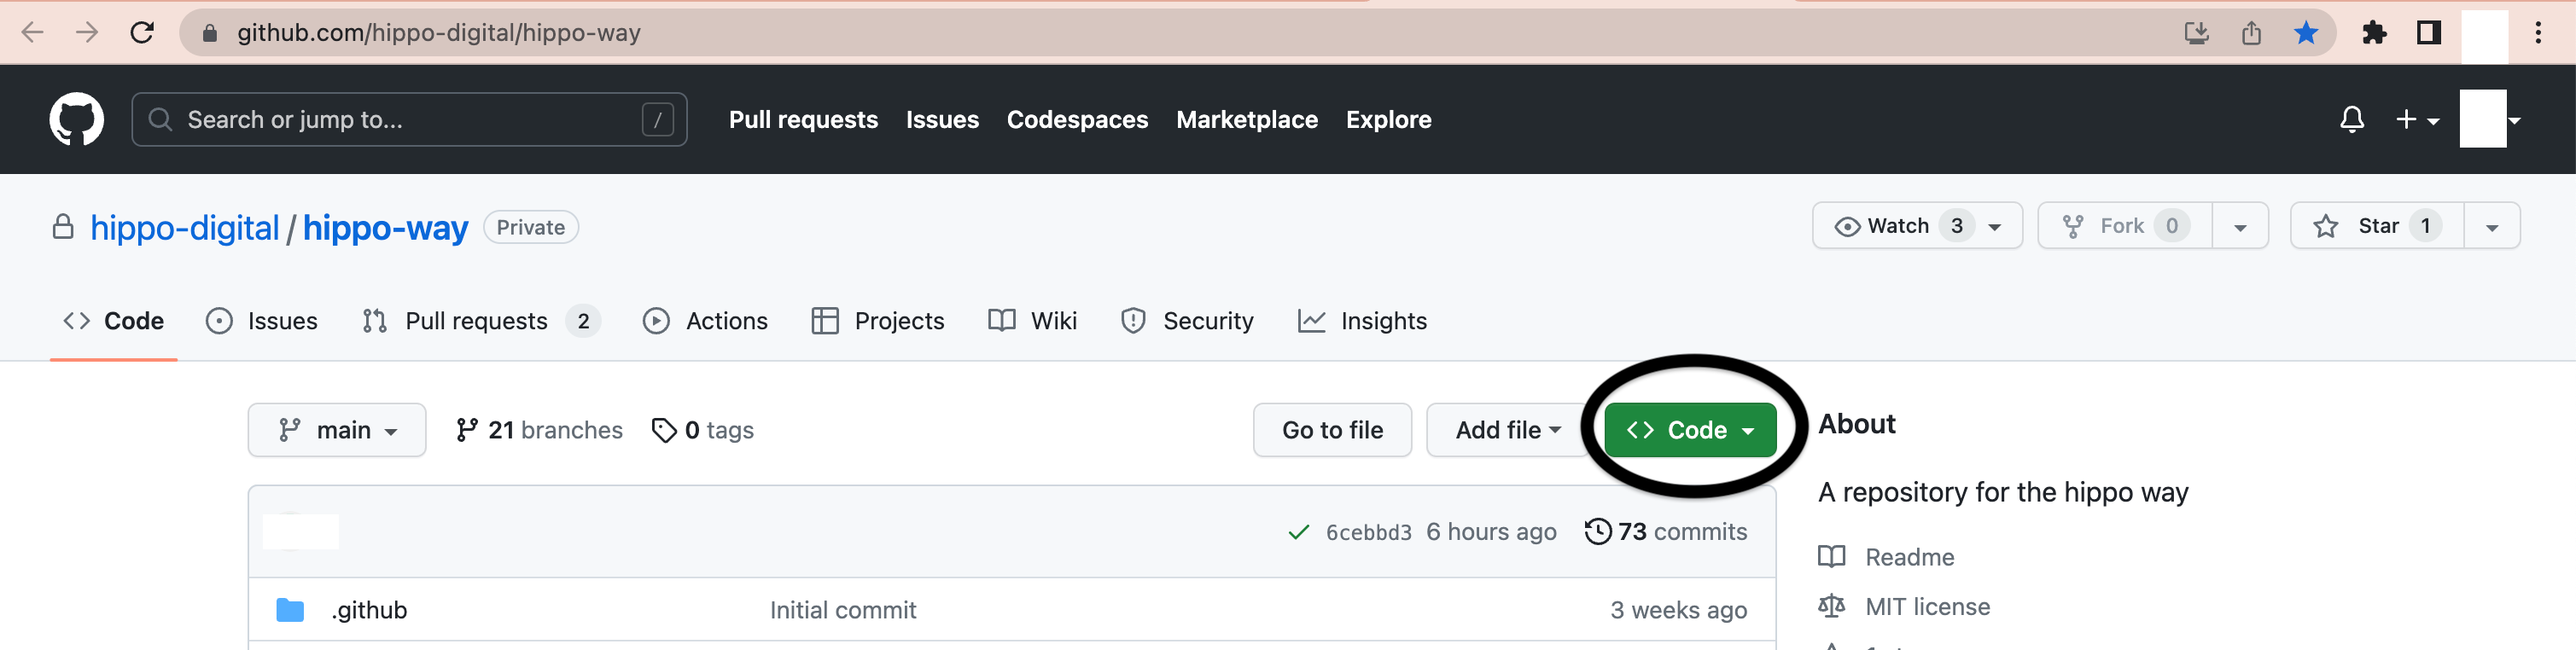 github.com/hippo-digital/hippo-way
Search or jump to... /
Pull requests Issues Codespaces Marketplace Explore
hippo-digital / hippo-way Private
Watch 3 Fork 0 Star 1
Code Issues Pull requests 2 Actions Projects Wiki Security Insights
main 21 branches 0 tags Go to file Add file Code
About
A repository for the hippo way
6cebbd3 6 hours ago 73 commits
Readme
MIT license
.github Initial commit 3 weeks ago